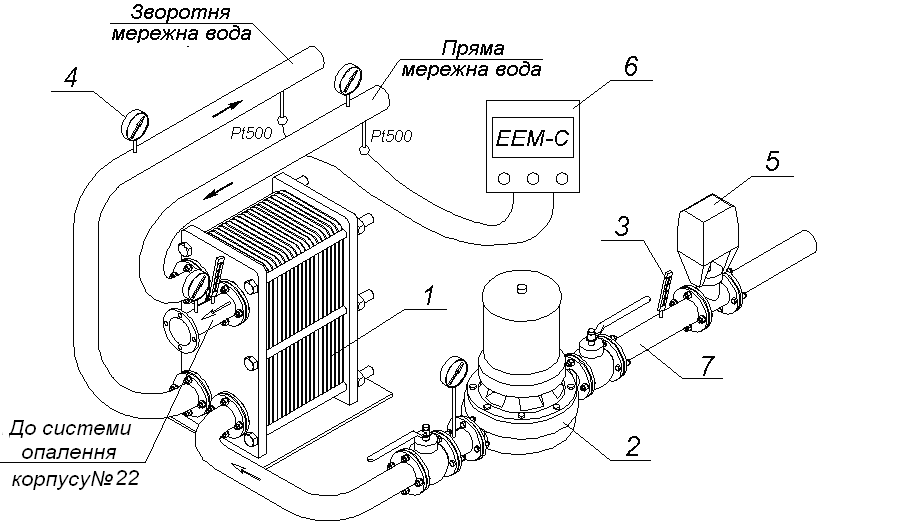 Зворотня
мережна вода
Пряма
мережна вода
4
6
Pt500
Pt500
EEM-C
5
3
1
7
2
До системи
опалення
корпусу№22